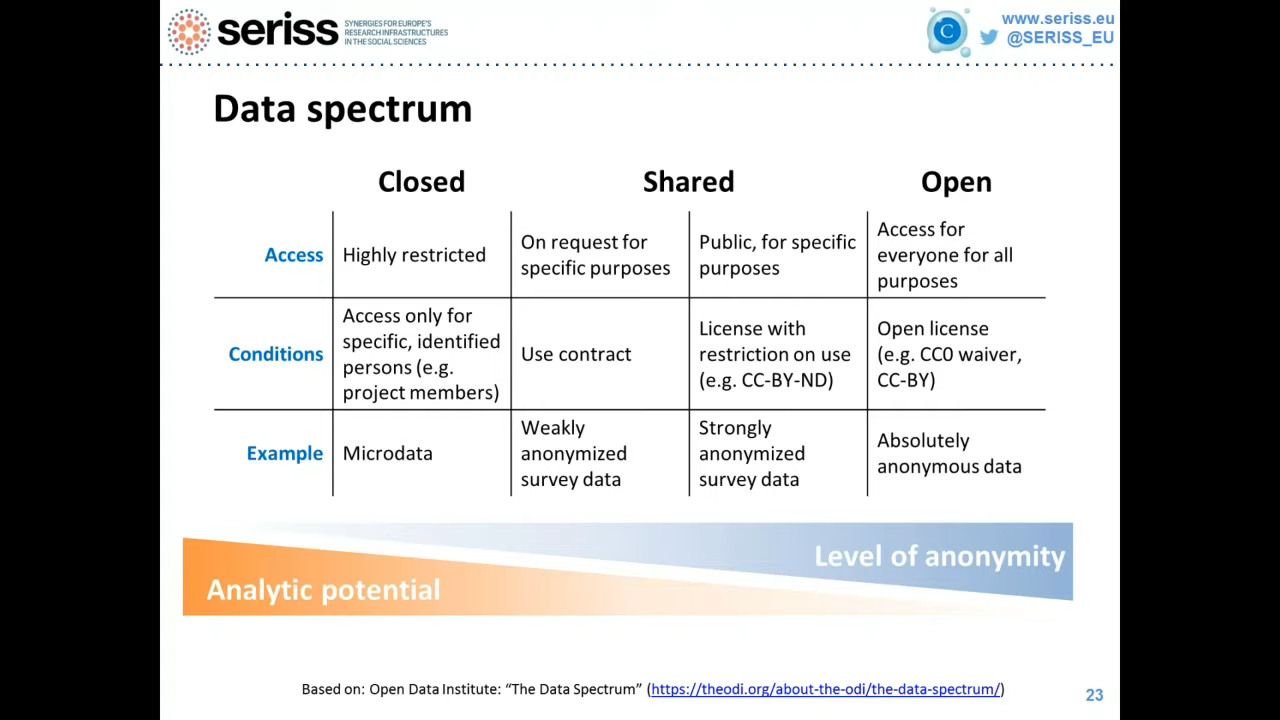 seriss
SYNERGIES FOR EUROPE'S
RESEARCH INFRASTRUCTURES
IN THE SOCIAL SCIENCES
C
www.seriss.eu
@SERISS_EU
Data spectrum
Closed
Shared
Open
Access
Highly restricted
On request for
specific purposes
Public, for specific
purposes
Access for
everyone for all
purposes
Conditions
Access only for
specific, identified
persons (e.g.
project members)
Use contract
License with
restriction on use
(e.g. CC-BY-ND)
Open license
(e.g. CC0 waiver,
CC-BY)
Example
Microdata
Weakly
anonymized
survey data
Strongly
anonymized
survey data
Absolutely
anonymous data
Level of anonymity
Analytic potential
Based on: Open Data Institute: “The Data Spectrum” (https://theodi.org/about-the-odi/the-data-spectrum/)
23